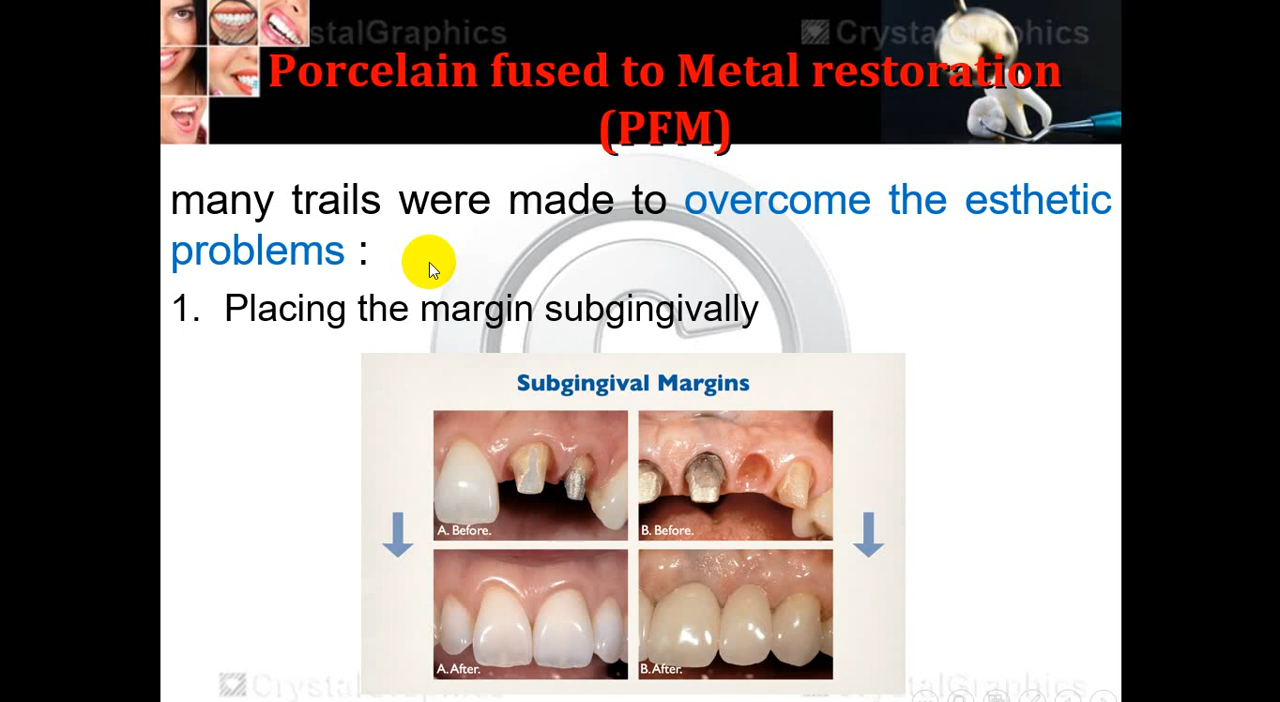 CrystalGraphics
Porcelain fused to Metal restoration
(PFM)
many trails were made to overcome the esthetic
problems :
1. Placing the margin subgingivally
Subgingival Margins
A. Before.
B. Before.
A. After.
B. After.
CrystalGraphics